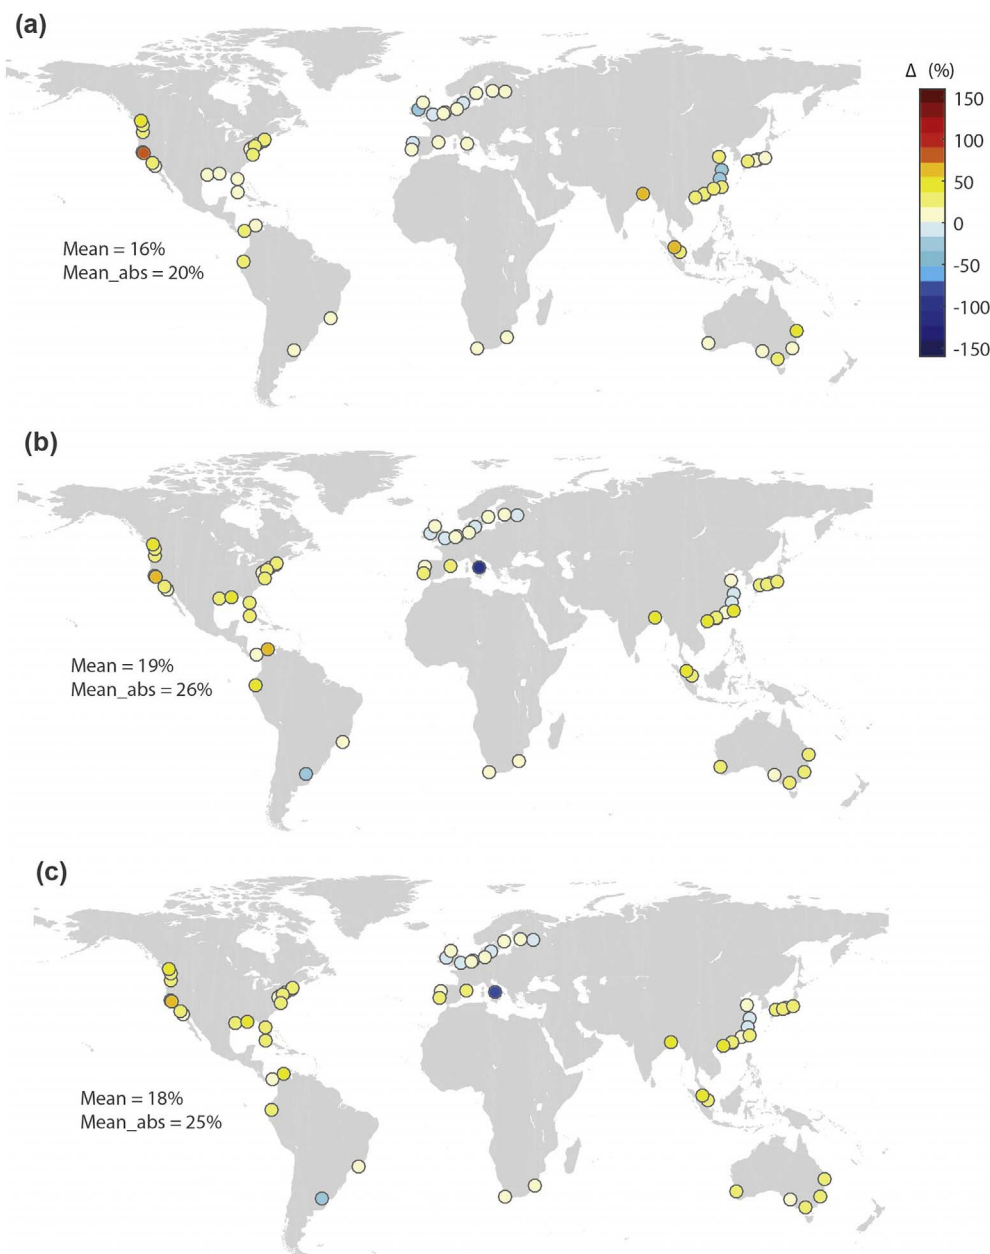 (a)
Δ (%)
150
100
50
0
-50
-100
-150
Mean = 16%
Mean_abs = 20%
(b)
Mean = 19%
Mean_abs = 26%
(c)
Mean = 18%
Mean_abs = 25%